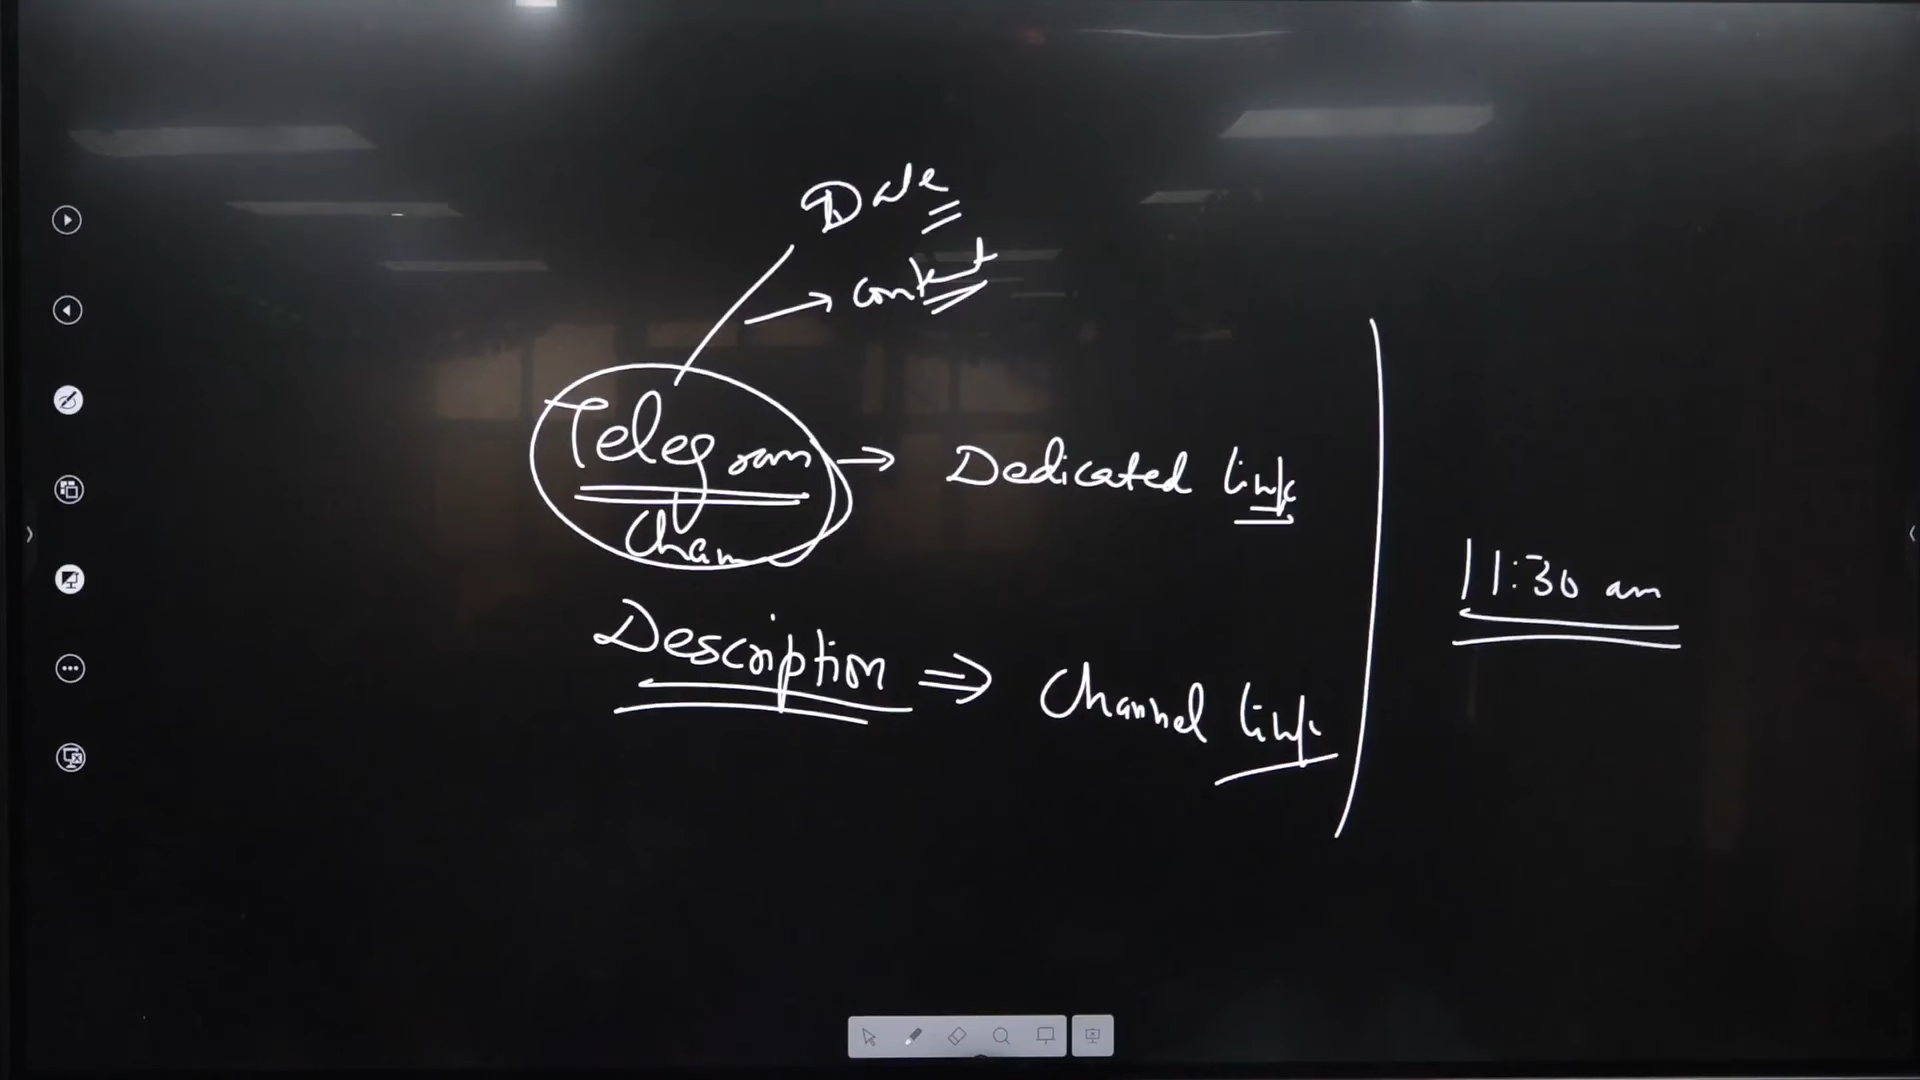 Date
→ content
Telegram → Dedicated link
Chann
Description ⇒ Channel link
11:30 am